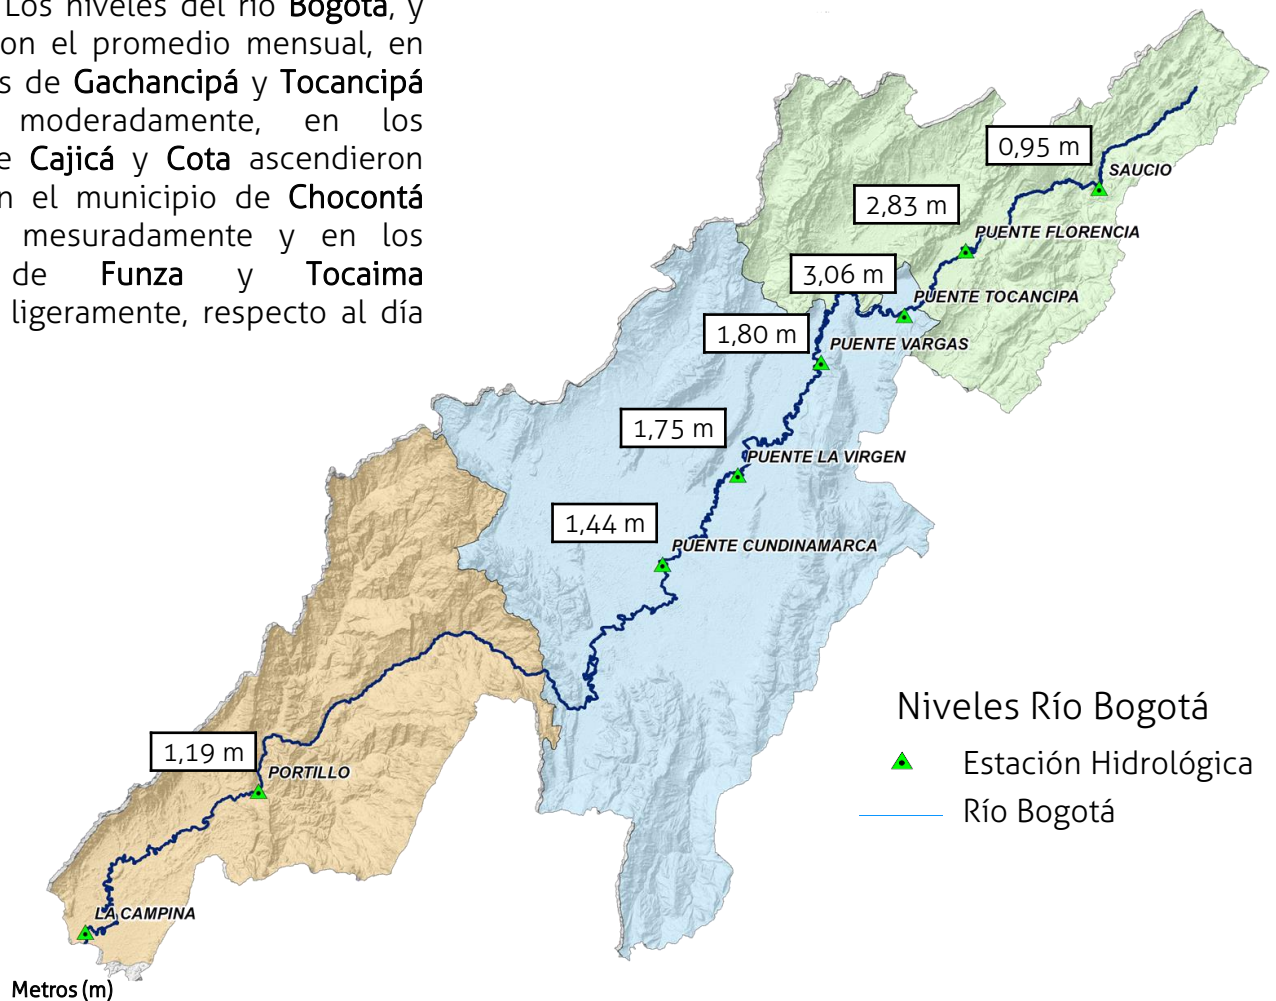 Los niveles del río Bogotá, y
on el promedio mensual, en
s de Gachancipá y Tocancipá
moderadamente, en los
e Cajicá y Cota ascendieron
n el municipio de Chocontá
mesuradamente y en los
de Funza y Tocaima
ligeramente, respecto al día
0,95 m
SAUCIO
2,83 m
PUENTE FLORENCIA
3,06 m
PUENTE TOCANCIPA
1,80 m
PUENTE VARGAS
1,75 m
PUENTE LA VIRGEN
1,44 m
PUENTE CUNDINAMARCA
Niveles Río Bogotá
Estación Hidrológica
Río Bogotá
1,19 m
PORTILLO
LA CAMPINA
Metros (m)